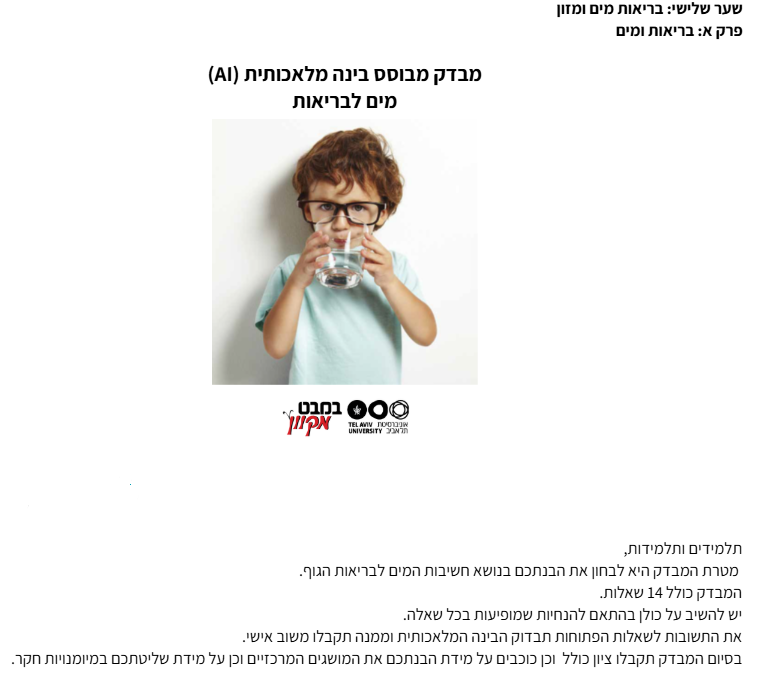 שער שלישי: בריאות מים ומזון
פרק א: בריאות ומים
מבדק מבוסס בינה מלאכותית (AI)
מים לבריאות
במבט
מקוון
TEL AVIV אוניברסיטת
UNIVERSITY תל אביב
תלמידים ותלמידות,
מטרת המבדק היא לבחון את הבנתכם בנושא חשיבות המים לבריאות הגוף.
המבדק כולל 14 שאלות.
יש להשיב על כולן בהתאם להנחיות שמופיעות בכל שאלה.
את התשובות לשאלות הפתוחות תבדוק הבינה המלאכותית וממנה תקבלו משוב אישי.
בסיום המבדק תקבלו ציון כולל וכן כוכבים על מידת הבנתכם את המושגים המרכזיים וכן על מידת שליטתכם במיומנויות חקר.